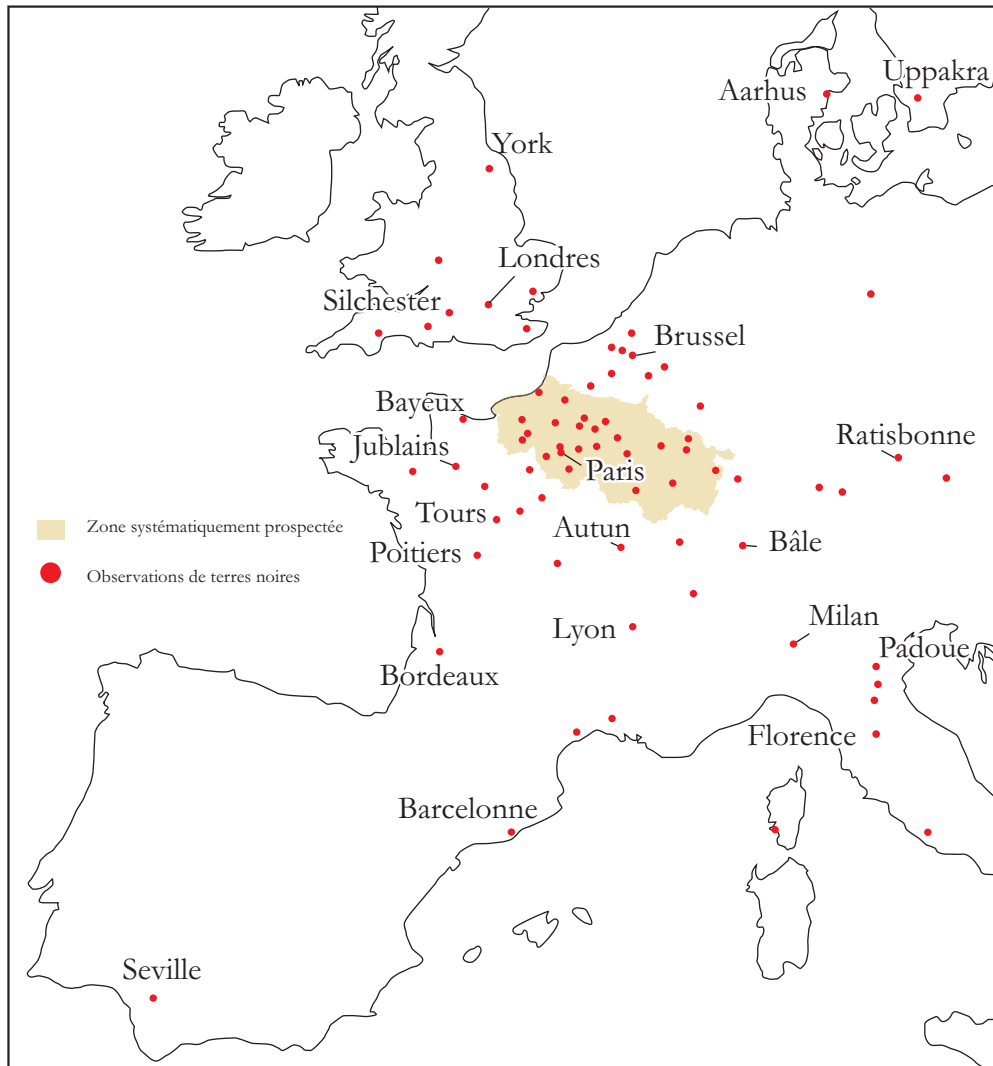 Uppakra
Aarhus
York
Londres
Silchester
Brussel
Bayeux
Jublains
Ratisbonne
Paris
Tours
Zone systématiquement prospectée
Autun
Bâle
Poitiers
Observations de terres noires
Milan
Lyon
Padoue
Bordeaux
Florence
Barcelonne
Seville